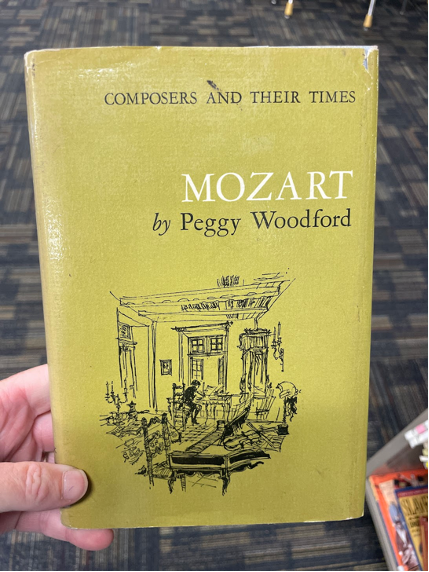 COMPOSERS AND THEIR TIMES
MOZART
by Peggy Woodford